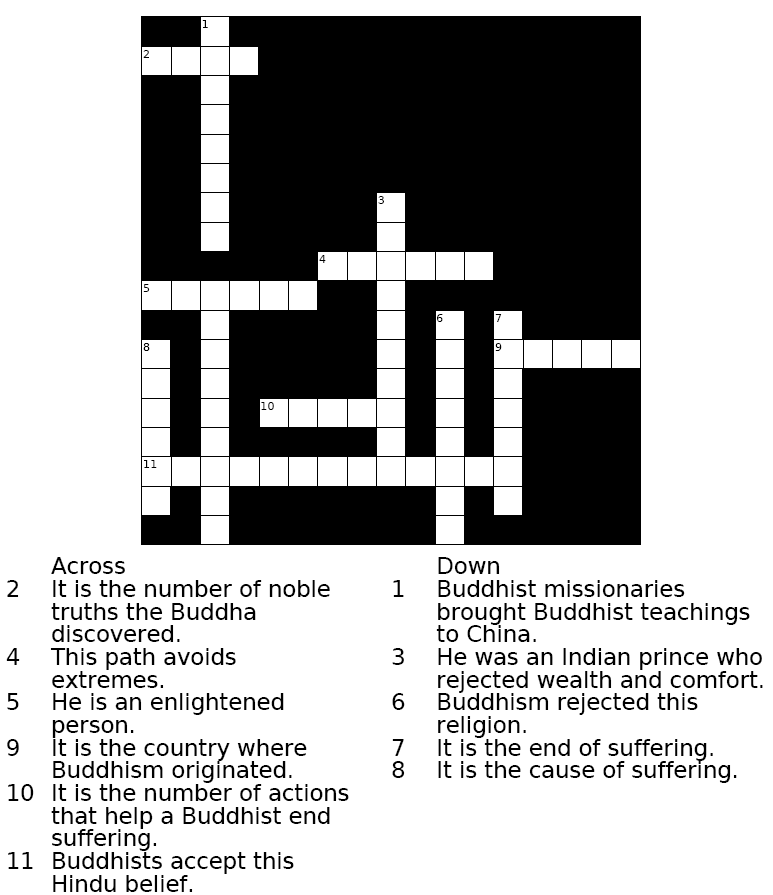 1
2
3
4
5
6 7
8 9
10
11
Across
2 It is the number of noble
truths the Buddha
discovered.
4 This path avoids
extremes.
5 He is an enlightened
person.
9 It is the country where
Buddhism originated.
10 It is the number of actions
that help a Buddhist end
suffering.
11 Buddhists accept this
Hindu belief.
Down
1 Buddhist missionaries
brought Buddhist teachings
to China.
3 He was an Indian prince who
rejected wealth and comfort.
6 Buddhism rejected this
religion.
7 It is the end of suffering.
8 It is the cause of suffering.